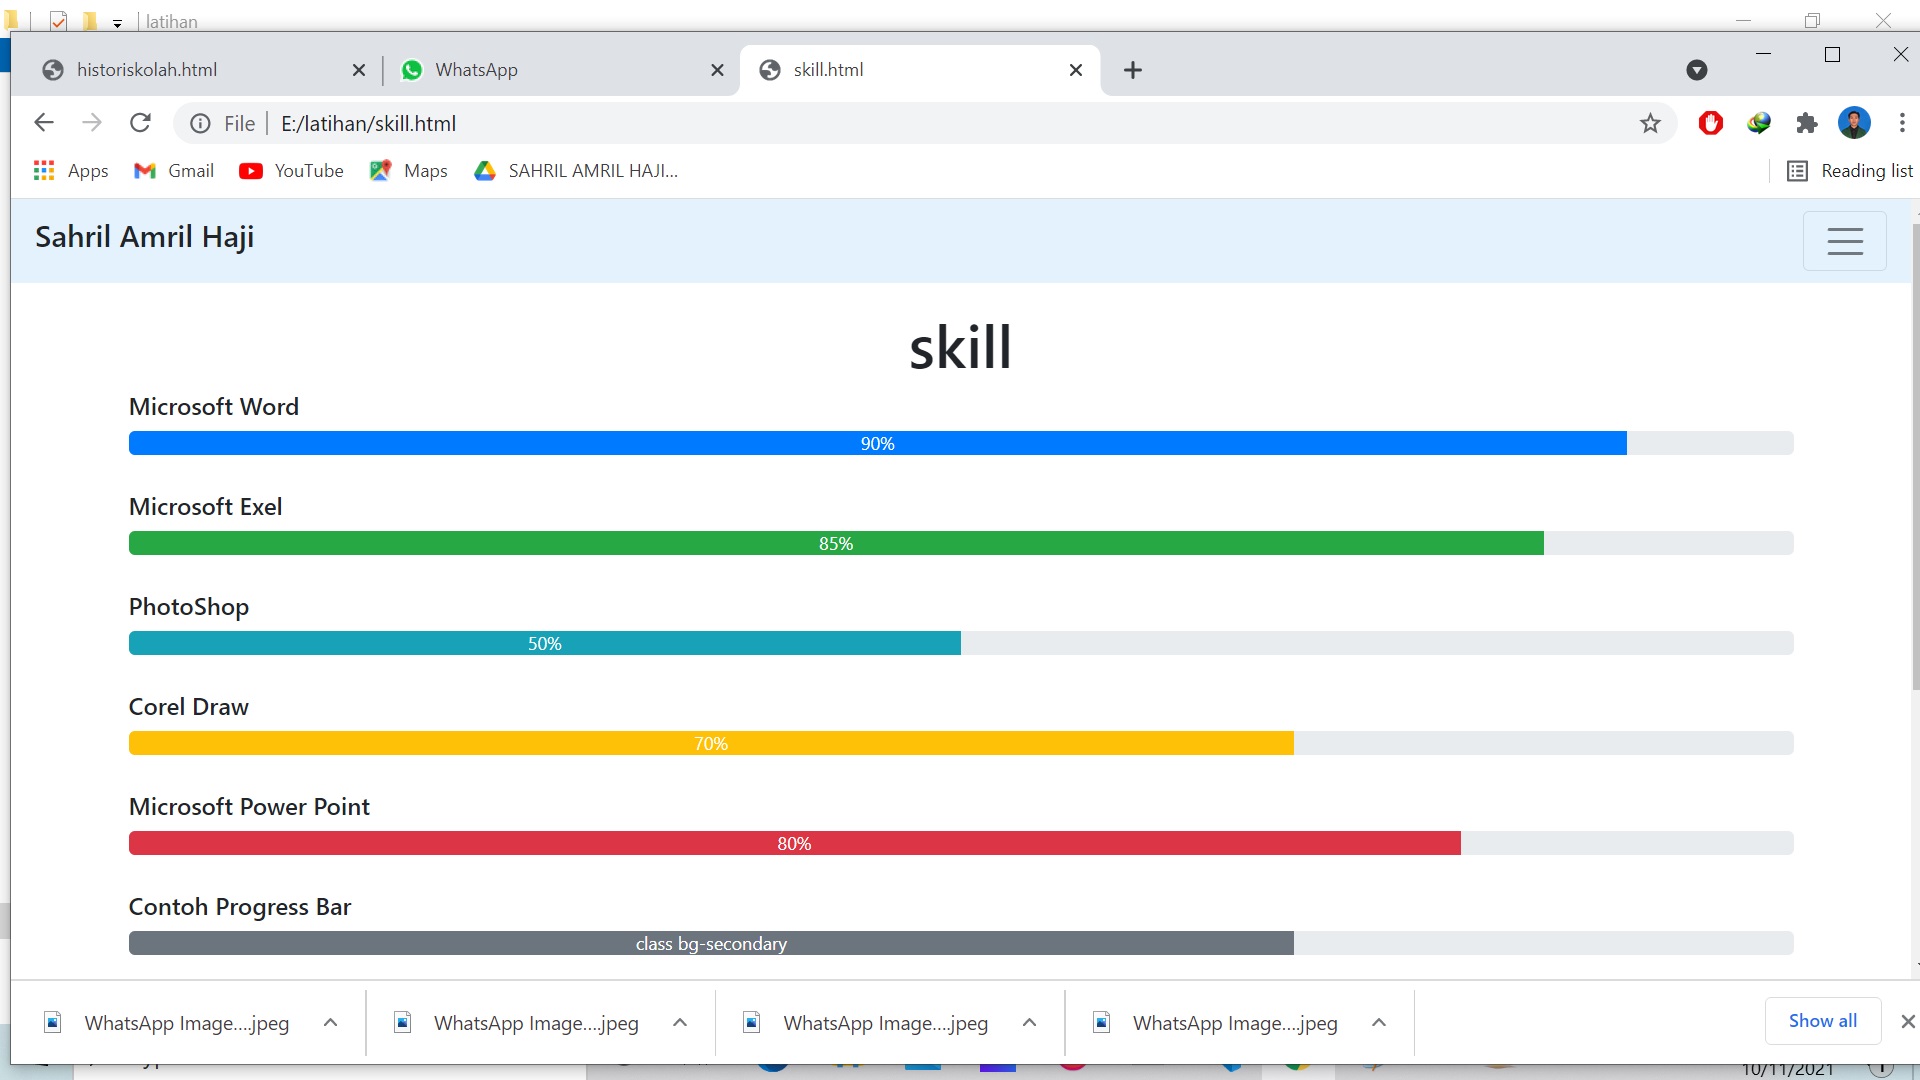 latihan
historiskolah.html
WhatsApp
skill.html
File
E:/latihan/skill.html
Apps
Gmail
YouTube
Maps
SAHRIL AMRIL HAJI...
Reading list
Sahril Amril Haji
skill
Microsoft Word
90%
Microsoft Exel
85%
PhotoShop
50%
Corel Draw
70%
Microsoft Power Point
80%
Contoh Progress Bar
class bg-secondary
WhatsApp Image....jpeg
WhatsApp Image....jpeg
WhatsApp Image....jpeg
WhatsApp Image....jpeg
Show all
10/11/2021